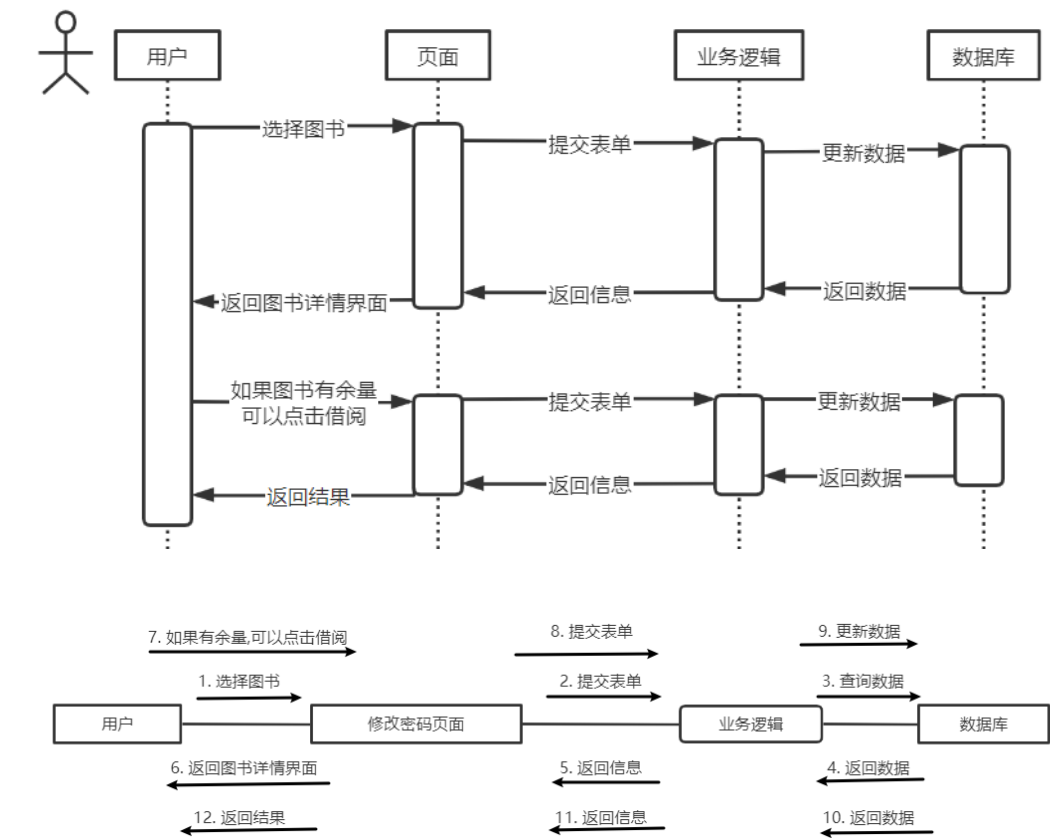 用户
页面
业务逻辑
数据库
选择图书
提交表单
更新数据
返回图书详情界面
返回信息
返回数据
如果图书有余量
可以点击借阅
提交表单
更新数据
返回结果
返回信息
返回数据
7. 如果有余量,可以点击借阅
8. 提交表单
9. 更新数据
1. 选择图书
2. 提交表单
3. 查询数据
用户
修改密码页面
业务逻辑
数据库
6. 返回图书详情界面
5. 返回信息
4. 返回数据
12. 返回结果
11. 返回信息
10. 返回数据